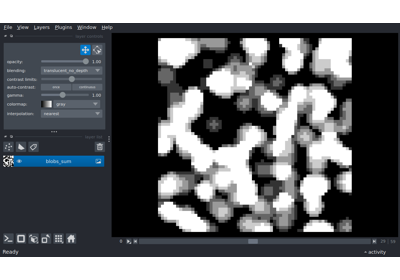 File View Layers Plugins Window Help
opacity: 1.00
blending: translucent_no_depth
contrast limits:
auto-contrast: once continuous
gamma: 1.00
colormap: gray
interpolation: nearest
blobs_sum
Ready activity